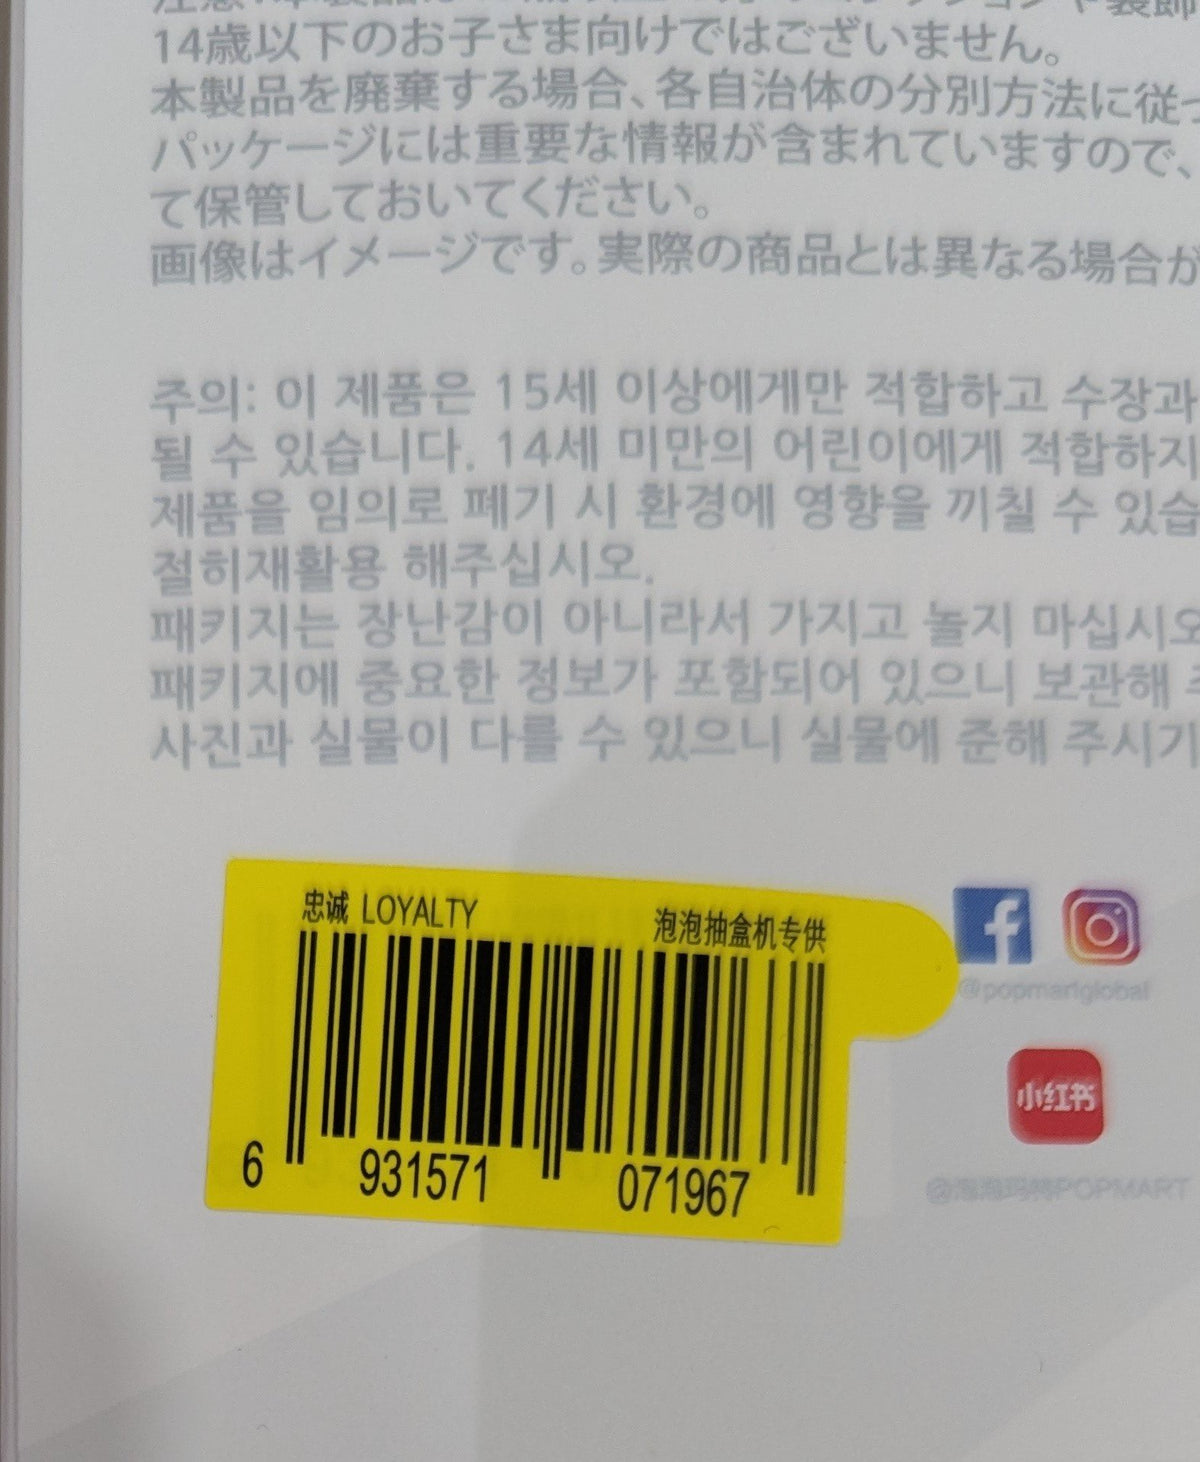 14歳以下のお子さま向けではございません。
本製品を廃棄する場合、各自治体の分別方法に従っ
パッケージには重要な情報が含まれていますので、
て保管しておいてください。
画像はイメージです。実際の商品とは異なる場合が
주의: 이 제품은 15세 이상에게만 적합하고 수장과
될 수 있습니다. 14세 미만의 어린이에게 적합하지
제품을 임의로 폐기 시 환경에 영향을 끼칠 수 있습
절히재활용 해주십시오.
패키지는 장난감이 아니라서 가지고 놀지 마십시오
패키지에 중요한 정보가 포함되어 있으니 보관해
사진과 실물이 다를 수 있으니 실물에 준해 주시기
忠诚 LOYALTY
泡泡抽盒机专供
6 931571 071967
@popmartglobal
小红书
@泡泡玛特POPMART